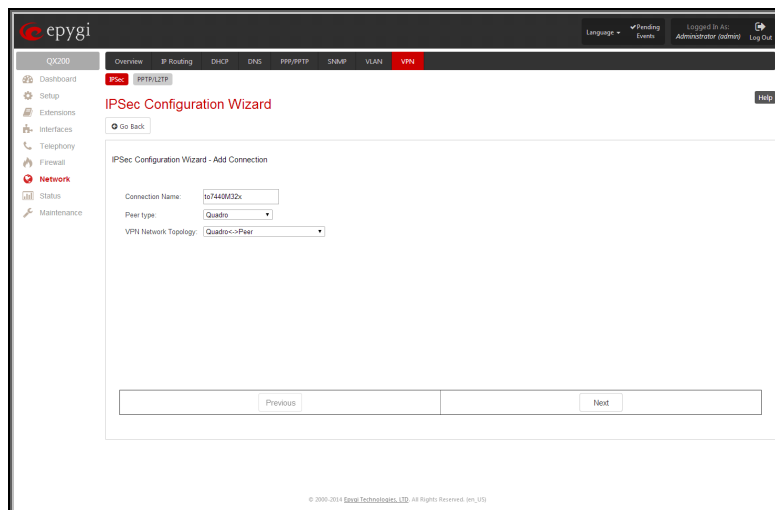 epygi
Language
Pending Events
Logged In As:
Administrator (admin)
Log Out
QX200
Overview IP Routing DHCP DNS PPP/PPTP SNMP VLAN VPN
Dashboard
Setup
Extensions
Interfaces
Telephony
Firewall
Network
Status
Maintenance
IPSec PPTP/L2TP
IPSec Configuration Wizard
Help
Go Back
IPSec Configuration Wizard - Add Connection
Connection Name: to7440M32x
Peer type: Quadro
VPN Network Topology: Quadro<->Peer
Previous Next
© 2000-2014 Epygi Technologies, LTD. All Rights Reserved. (en_US)